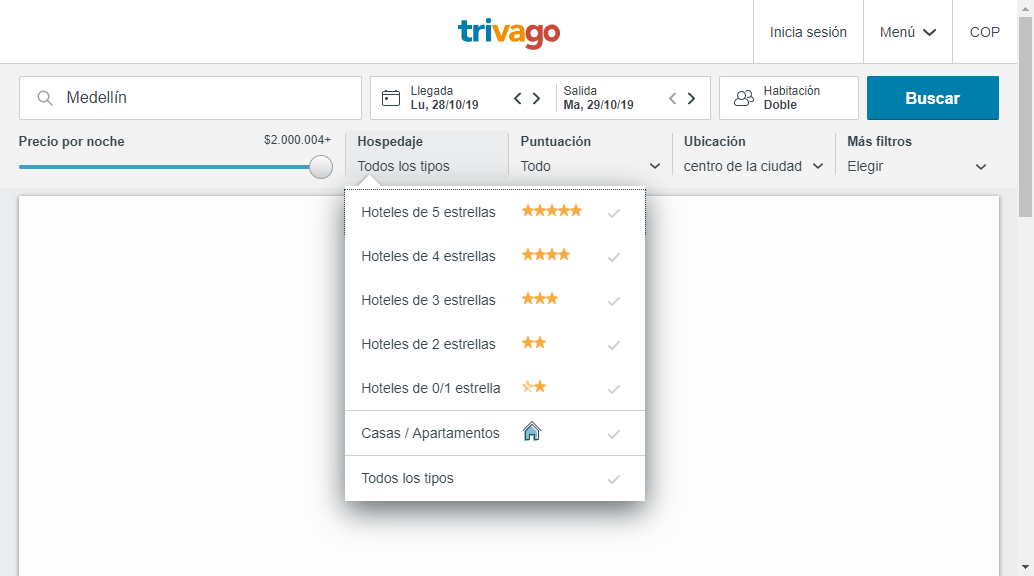 trivago
Inicia sesión
Menú
COP
Medellín
Llegada
Lu, 28/10/19
Salida
Ma, 29/10/19
Habitación
Doble
Buscar
Precio por noche
$2.000.004+
Hospedaje
Todos los tipos
Puntuación
Todo
Ubicación
centro de la ciudad
Más filtros
Elegir
Hoteles de 5 estrellas
Hoteles de 4 estrellas
Hoteles de 3 estrellas
Hoteles de 2 estrellas
Hoteles de 0/1 estrella
Casas / Apartamentos
Todos los tipos